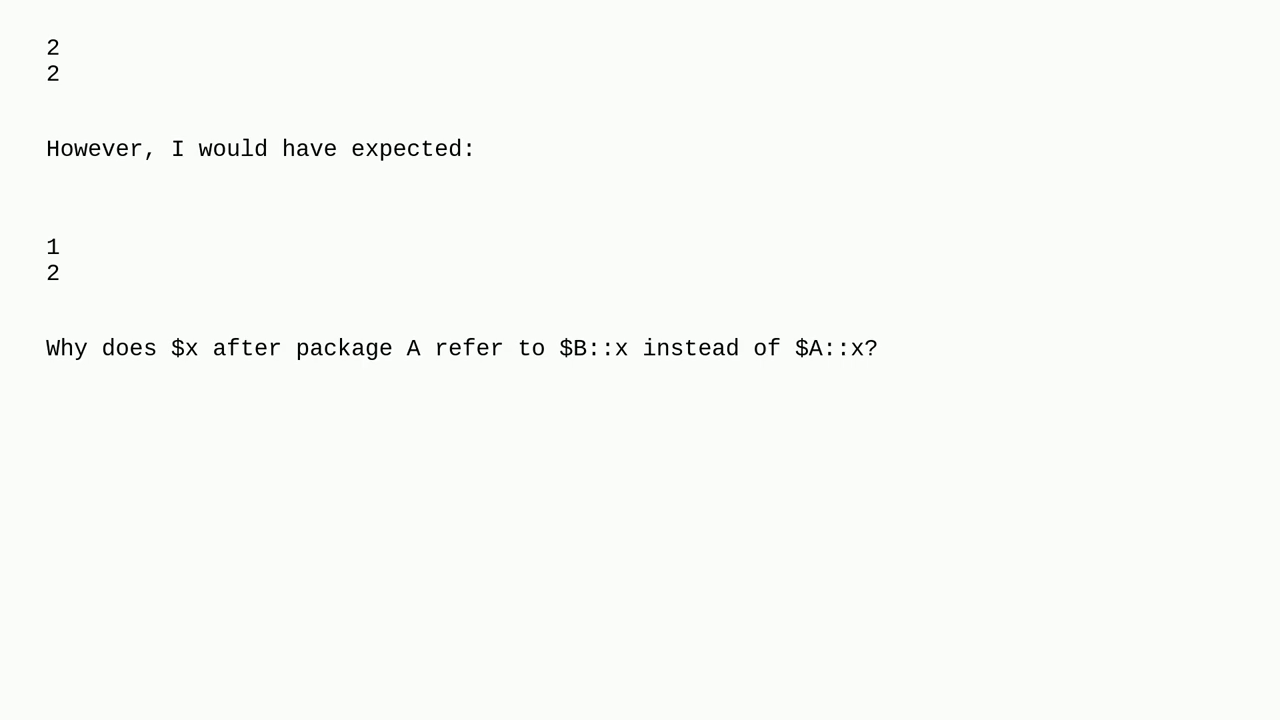 2
2
However, I would have expected:
1
2
Why does $x after package A refer to $B::x instead of $A::x?